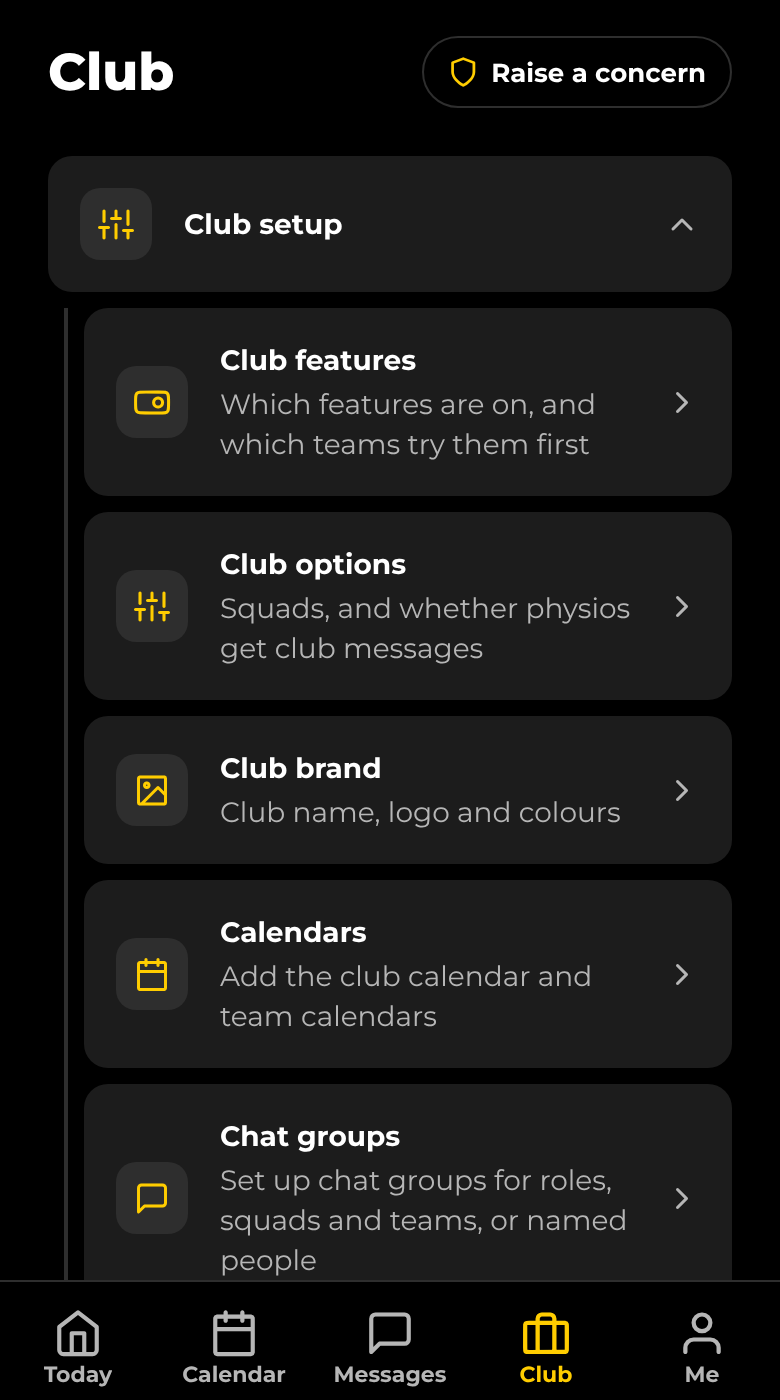 Club
Raise a concern
Club setup
Club features
Which features are on, and
which teams try them first
Club options
Squads, and whether physios
get club messages
Club brand
Club name, logo and colours
Calendars
Add the club calendar and
team calendars
Chat groups
Set up chat groups for roles,
squads and teams, or named
people
Today
Calendar
Messages
Club
Me